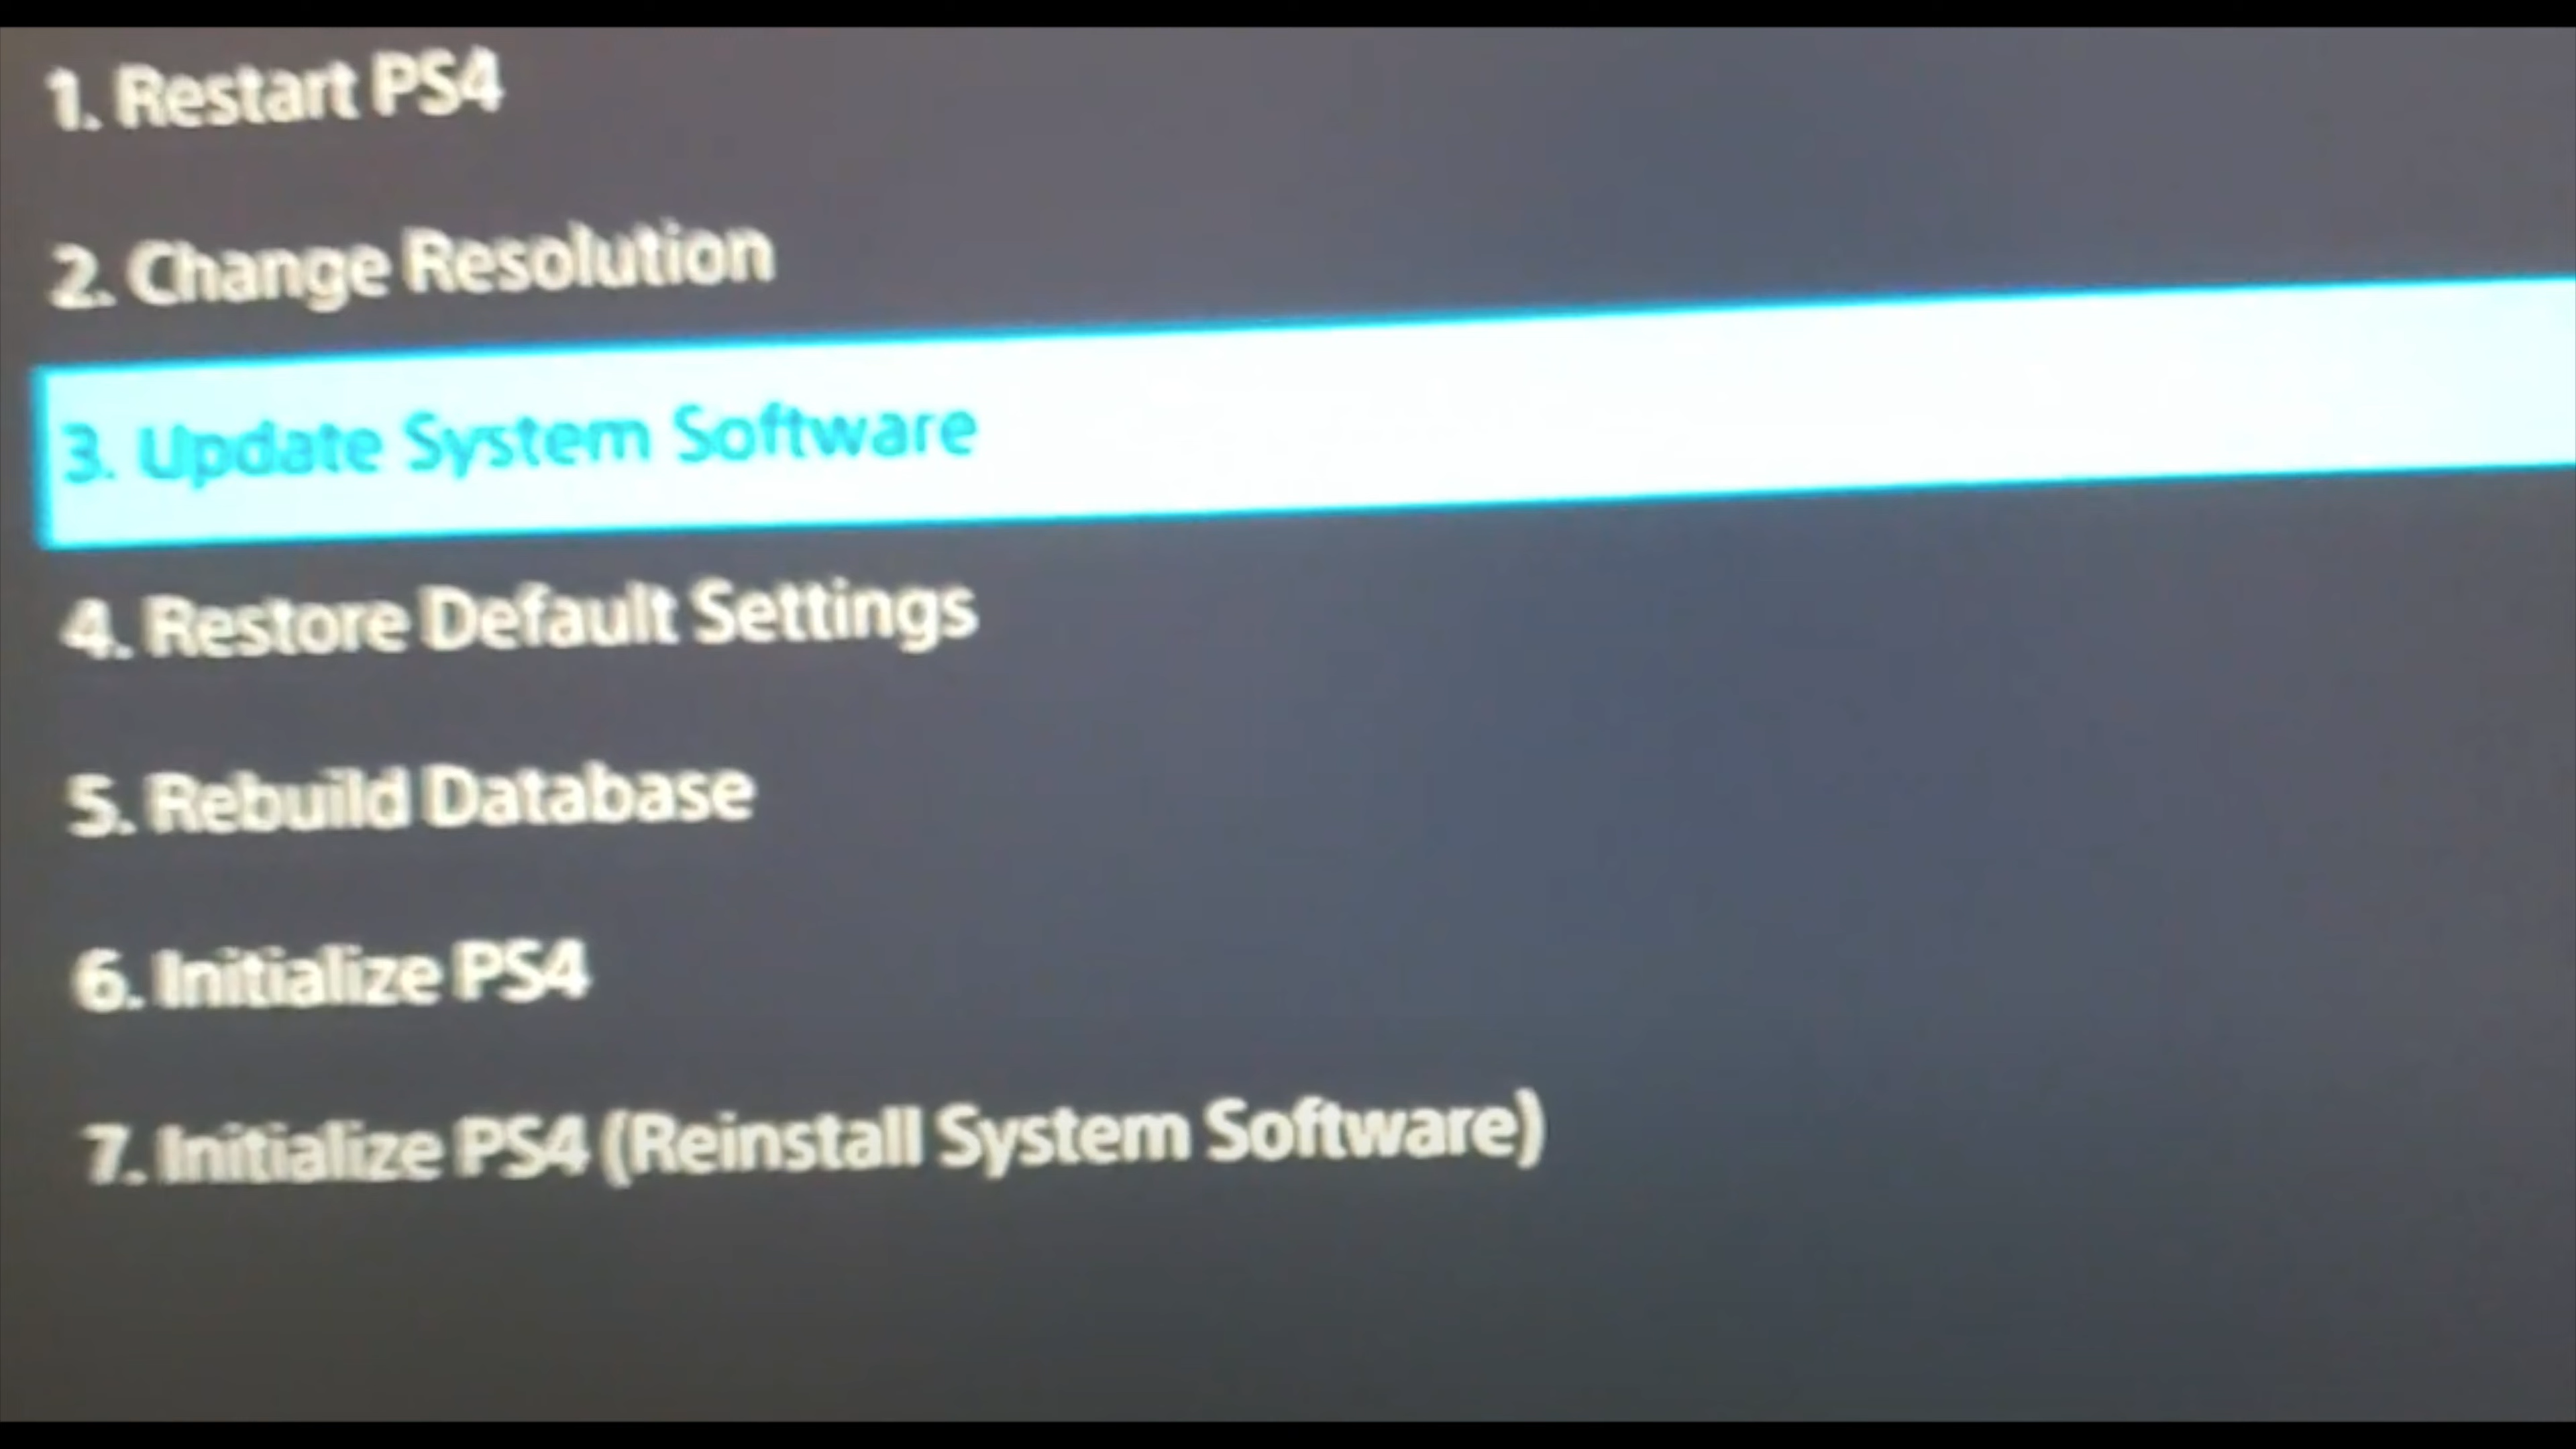 1. Restart PS4
2. Change Resolution
3. Update System Software
4. Restore Default Settings
5. Rebuild Database
6. Initialize PS4
7. Initialize PS4 (Reinstall System Software)